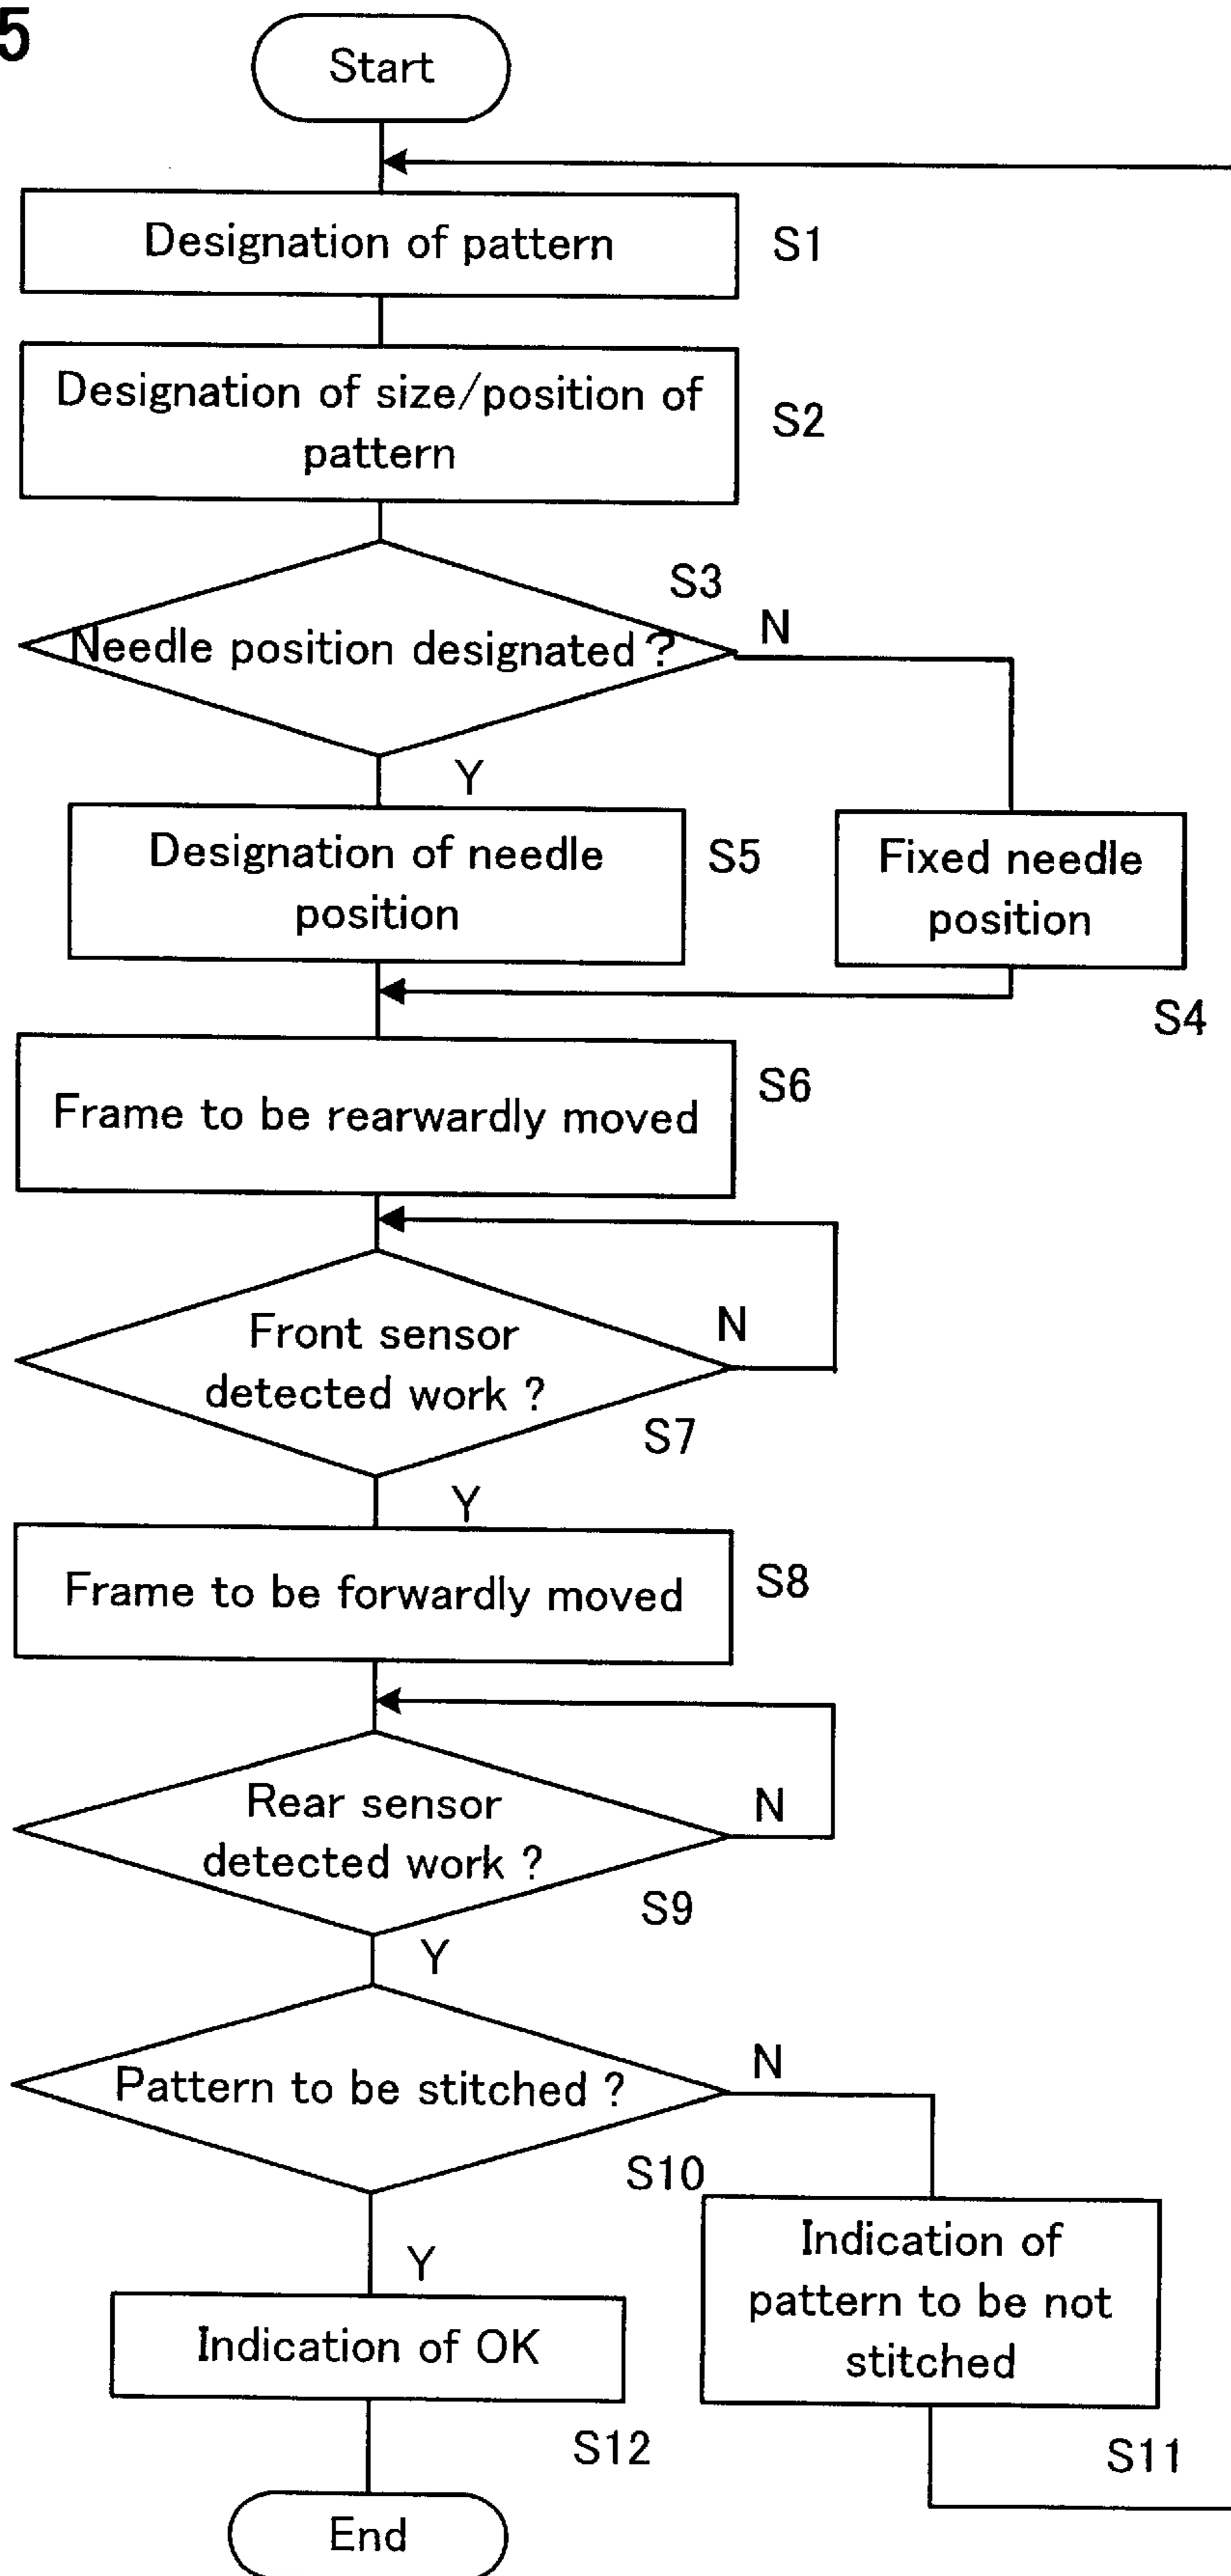 5
Start
Designation of pattern
S1
Designation of size/position of
pattern
S2
S3
Needle position designated ?
N
Y
Designation of needle
position
S5
Fixed needle
position
S4
Frame to be rearwardly moved
S6
Front sensor
detected work ?
N
S7
Y
Frame to be forwardly moved
S8
Rear sensor
detected work ?
N
S9
Y
Pattern to be stitched ?
N
S10
Y
Indication of
pattern to be not
stitched
S11
Indication of OK
S12
End